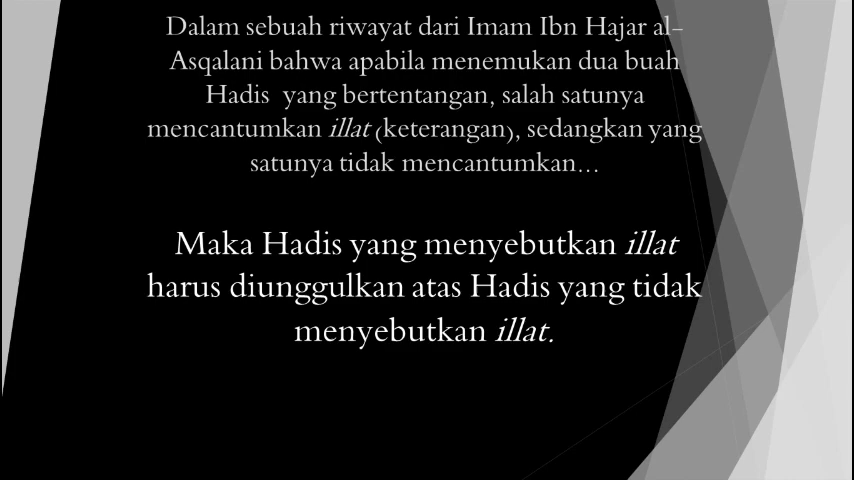 Dalam sebuah riwayat dari Imam Ibn Hajar al-
Asqalani bahwa apabila menemukan dua buah
Hadis  yang bertentangan, salah satunya
mencantumkan illat (keterangan), sedangkan yang
satunya tidak mencantumkan...
Maka Hadis yang menyebutkan illat
harus diunggulkan atas Hadis yang tidak
menyebutkan illat.